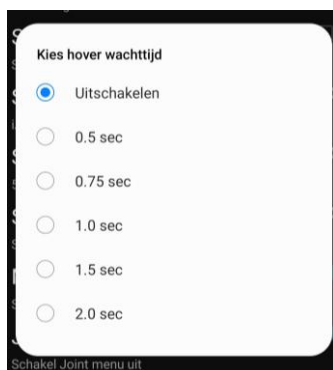 Kies hover wachttijd
Uitschakelen
0.5 sec
0.75 sec
1.0 sec
1.5 sec
2.0 sec
Schakel Joint menu uit